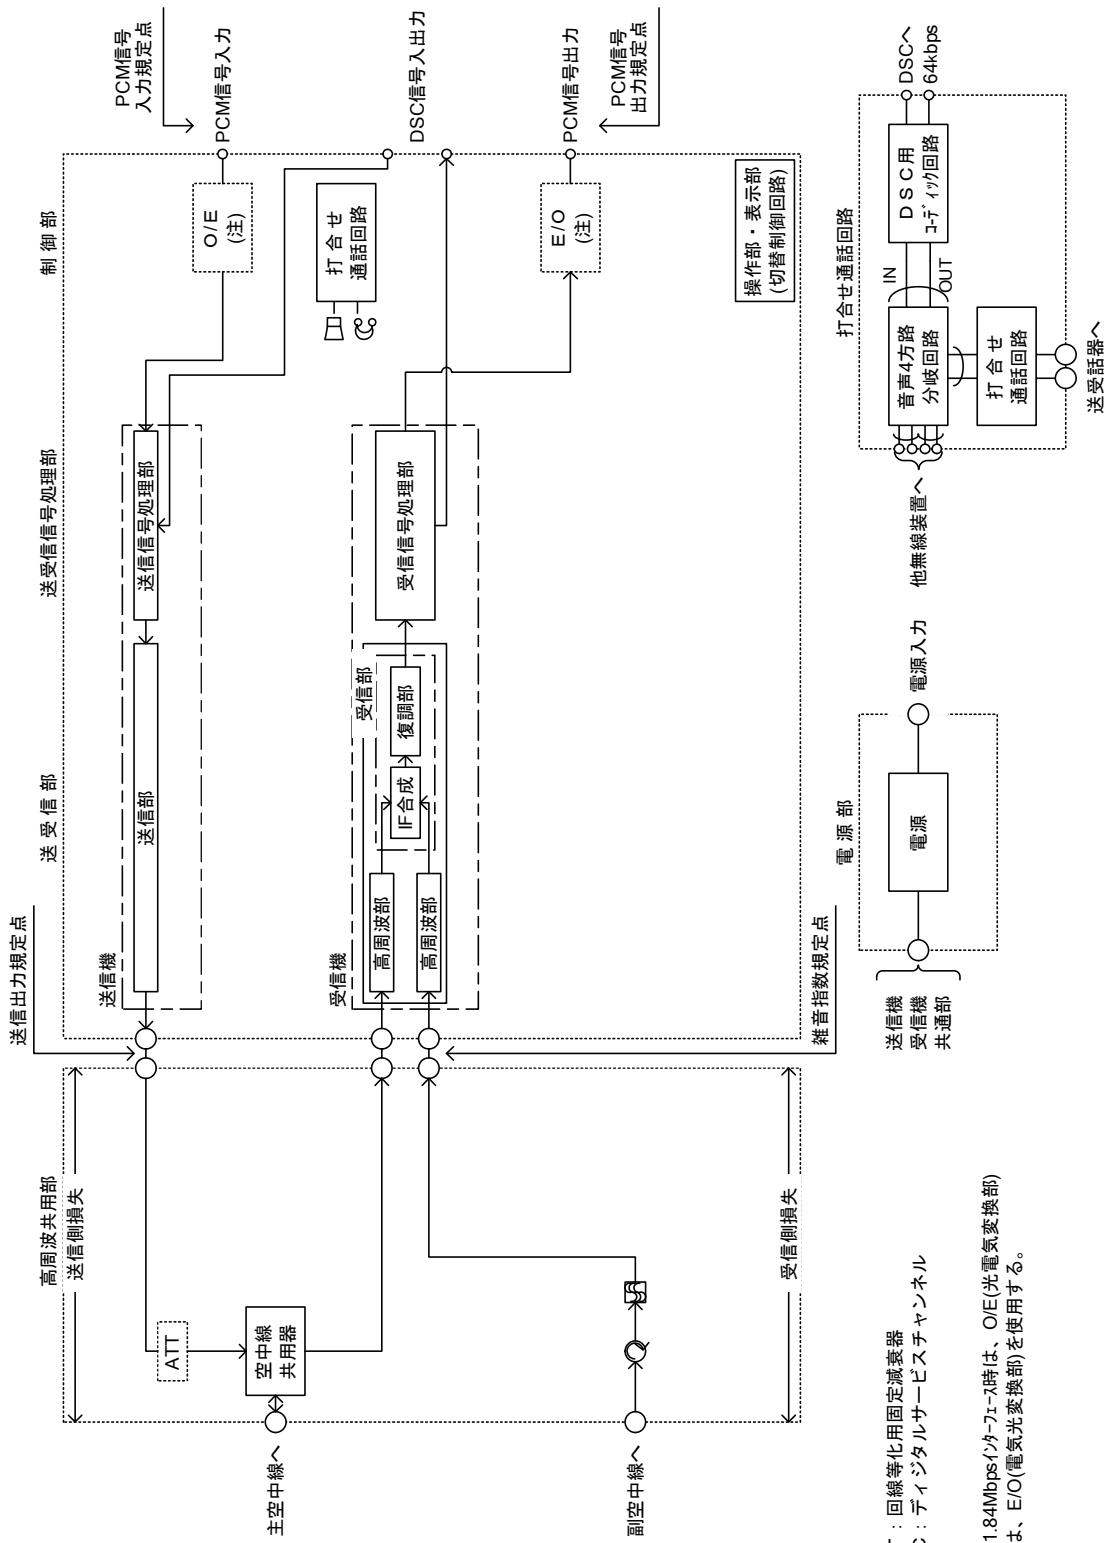 PCM信号
入力規定点
PCM信号入力
DSC信号入出力
PCM信号出力
PCM信号
出力規定点
制御部
O/E
(注)
打合せ
通話回路
E/O
(注)
操作部・表示部
(切替制御回路)
送受信信号処理部
送信信号処理部
受信信号処理部
送受信部
送信部
受信部
復調部
IF合成
高周波部
高周波部
送信機
受信機
送信出力規定点
雑音指数規定点
高周波共用部
送信側損失
ATT
空中線
共用器
受信側損失
主空中線へ
副空中線へ
打合せ通話回路
DSCへ
64kbps
DSC用
コーディック回路
IN
OUT
音声4方路
分岐回路
打合せ
通話回路
送受話器へ
他無線装置へ
電源部
電源入力
電源
送信機
受信機
共通部
：回線等化用固定減衰器
：ディジタルサービスチャンネル
1.84Mbpsインターフェース時は、O/E(光電気変換部)
は、E/O(電気光変換部)を使用する。